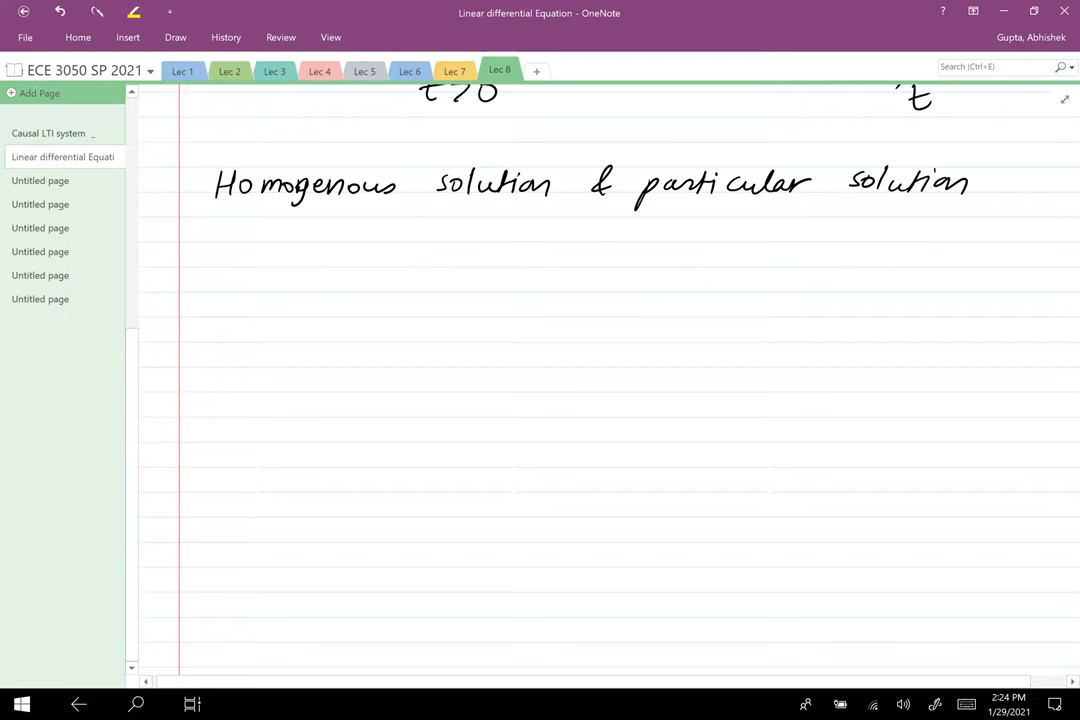 Linear differential Equation - OneNote
?
File
Home
Insert
Draw
History
Review
View
Gupta, Abhishek
ECE 3050 SP 2021
Lec 1
Lec 2
Lec 3
Lec 4
Lec 5
Lec 6
Lec 7
Lec 8
+
Search (Ctrl+E)
Add Page
Causal LTI system _
Linear differential Equati
Untitled page
Untitled page
Untitled page
Untitled page
Untitled page
Untitled page
t>0
t
Homogenous solution & particular solution
2:24 PM
1/29/2021